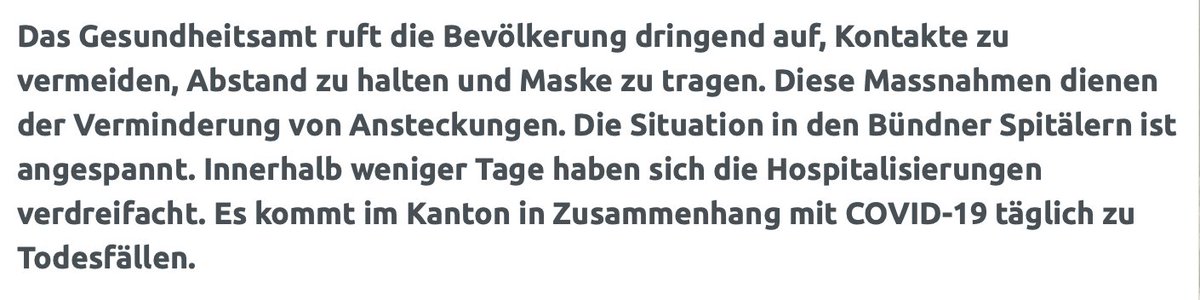 Das Gesundheitsamt ruft die Bevölkerung dringend auf, Kontakte zu
vermeiden, Abstand zu halten und Maske zu tragen. Diese Massnahmen dienen
der Verminderung von Ansteckungen. Die Situation in den Bündner Spitälern ist
angespannt. Innerhalb weniger Tage haben sich die Hospitalisierungen
verdreifacht. Es kommt im Kanton in Zusammenhang mit COVID-19 täglich zu
Todesfällen.